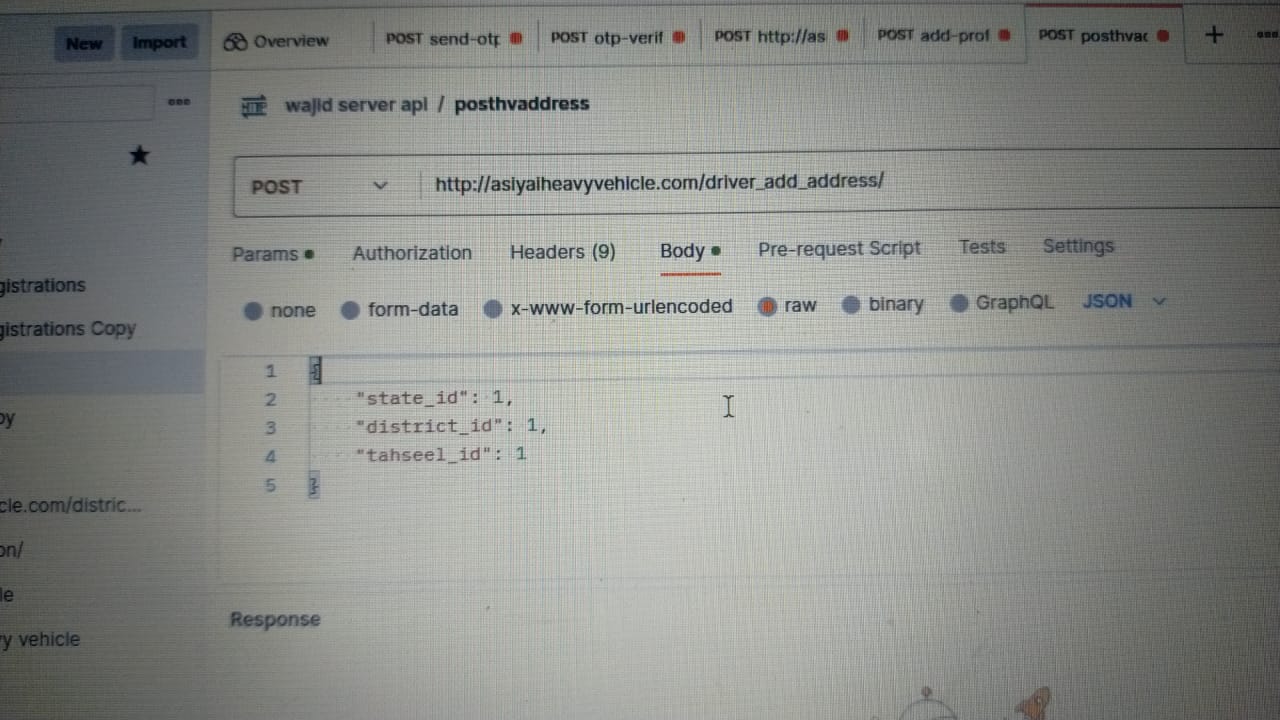 New Import Overview POST send-otp POST otp-verif POST http://as POST add-prof POST posthvac +
wajid server api / posthvaddress
POST http://asiyaiheavyvehicle.com/driver_add_address/
Params Authorization Headers (9) Body Pre-request Script Tests Settings
none form-data x-www-form-urlencoded raw binary GraphQL JSON
gistrations
gistrations Copy
py
cle.com/distric...
on/
le
y vehicle
1 {
2 "state_id": 1,
3 "district_id": 1,
4 "tahseel_id": 1
5 }
Response